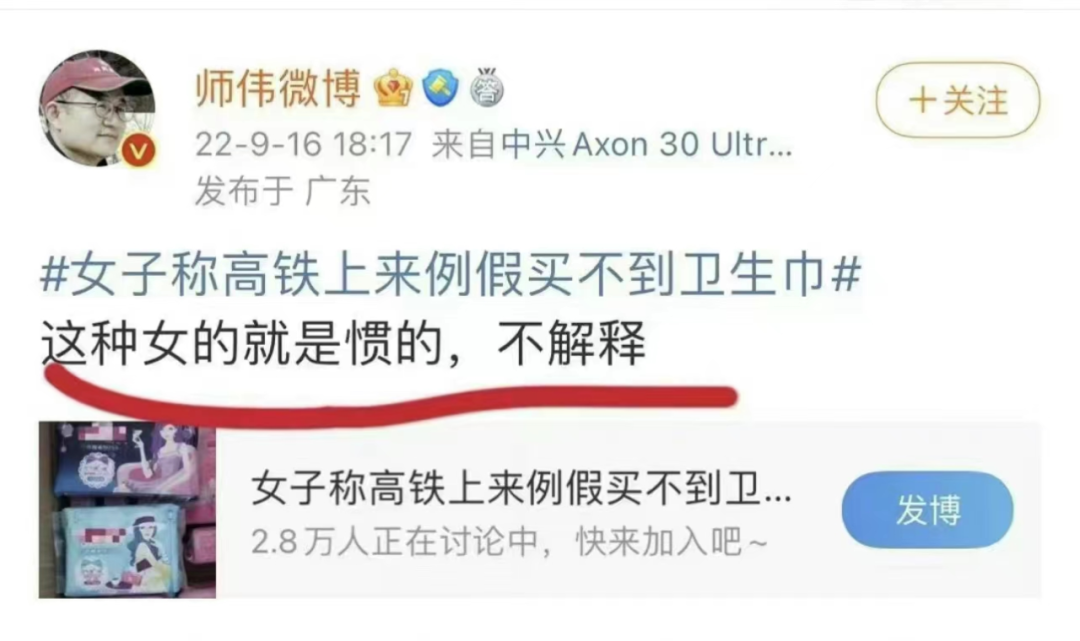 师伟微博
+关注
22-9-16 18:17 来自中兴Axon 30 Ultr...
发布于 广东
#女子称高铁上来例假买不到卫生巾#
这种女的就是惯的，不解释
女子称高铁上来例假买不到卫...
2.8万人正在讨论中，快来加入吧~
发博